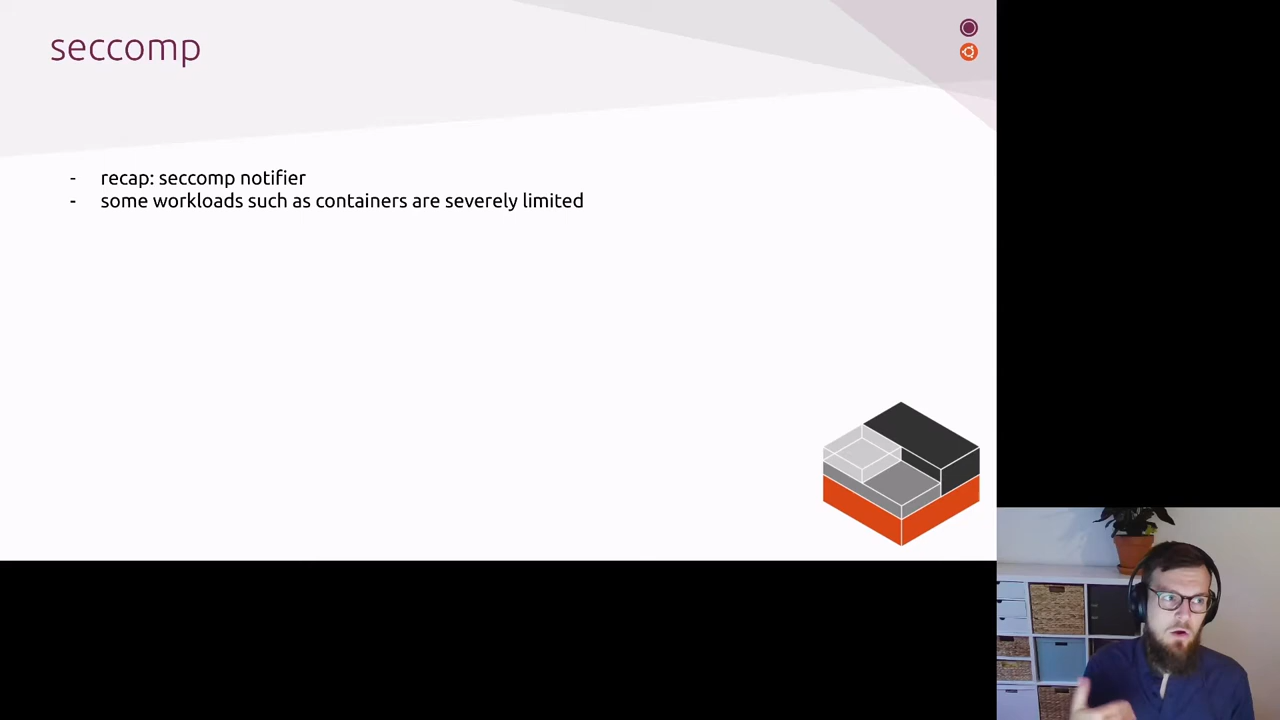 seccomp
- recap: seccomp notifier
- some workloads such as containers are severely limited